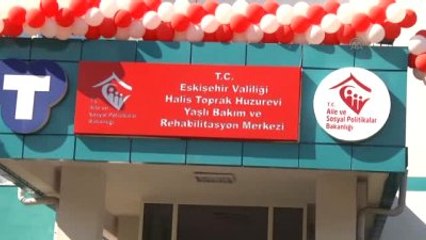 T.C.
Eskişehir Valiliği
Halis Toprak Huzurevi
Yaşlı Bakım ve
Rehabilitasyon Merkezi
T.C.
Aile ve
Sosyal Politikalar
Bakanlığı